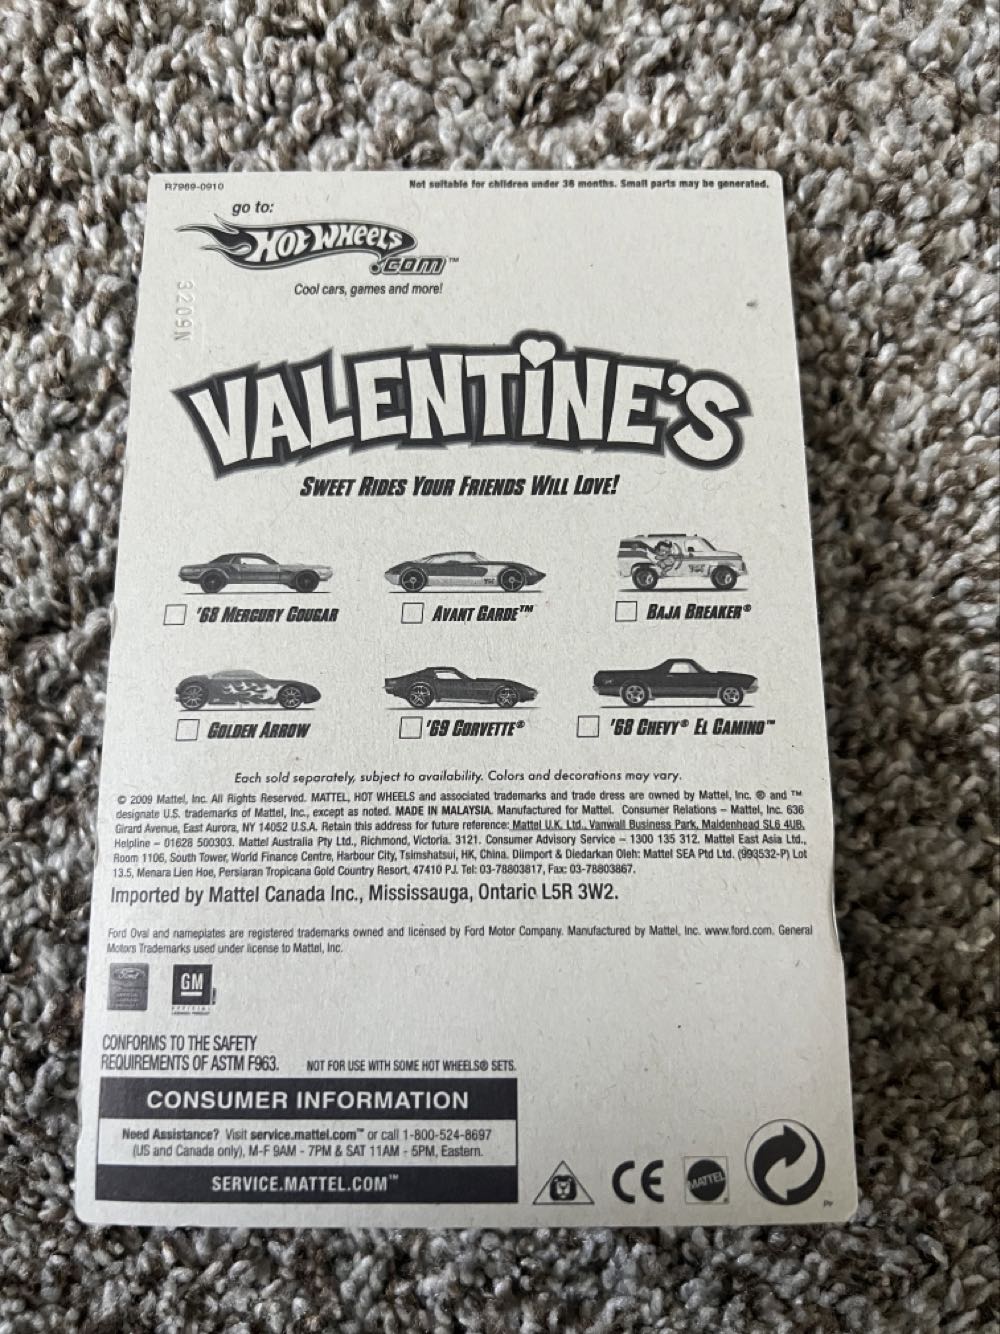 R7969-0910
Not suitable for children under 36 months. Small parts may be generated.
go to:
HOT WHEELS
.com™
Cool cars, games and more!
3209N
VALENTINE'S
SWEET RIDES YOUR FRIENDS WILL LOVE!
'68 MERCURY COUGAR
AVANT GARDE™
BAJA BREAKER®
GOLDEN ARROW
'69 CORVETTE®
'68 CHEVY® EL CAMINO™
Each sold separately, subject to availability. Colors and decorations may vary.
© 2009 Mattel, Inc. All Rights Reserved. MATTEL, HOT WHEELS and associated trademarks and trade dress are owned by Mattel, Inc. ® and ™
designate U.S. trademarks of Mattel, Inc., except as noted. MADE IN MALAYSIA. Manufactured for Mattel. Consumer Relations – Mattel, Inc. 636
Girard Avenue, East Aurora, NY 14052 U.S.A. Retain this address for future reference: Mattel U.K. Ltd., Vanwall Business Park, Maidenhead SL6 4UB.
Helpline – 01628 500303. Mattel Australia Pty Ltd., Richmond, Victoria. 3121. Consumer Advisory Service – 1300 135 312. Mattel East Asia Ltd.,
Room 1106, South Tower, World Finance Centre, Harbour City, Tsimshatsui, HK, China. Diimport & Diedarkan Oleh: Mattel SEA Ptd Ltd. (993532-P) Lot
13.5, Menara Lien Hoe, Persiaran Tropicana Gold Country Resort, 47410 PJ. Tel: 03-78803817, Fax: 03-78803867.
Imported by Mattel Canada Inc., Mississauga, Ontario L5R 3W2.
Ford Oval and nameplates are registered trademarks owned and licensed by Ford Motor Company. Manufactured by Mattel, Inc. www.ford.com. General
Motors Trademarks used under license to Mattel, Inc.
Ford
GM
CONFORMS TO THE SAFETY
REQUIREMENTS OF ASTM F963.
NOT FOR USE WITH SOME HOT WHEELS® SETS.
CONSUMER INFORMATION
Need Assistance? Visit service.mattel.com™ or call 1-800-524-8697
(US and Canada only), M-F 9AM - 7PM & SAT 11AM - 5PM, Eastern.
SERVICE.MATTEL.COM™
CE
MATTEL